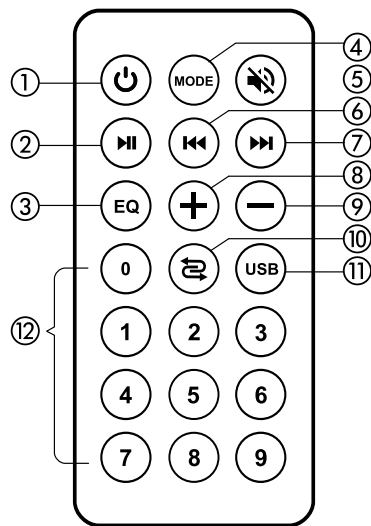 ④
① MODE ⑤
⑥
② ⑦
⑧
③ EQ ⑨
⑩
0 USB ⑪
⑫ 1 2 3
4 5 6
7 8 9